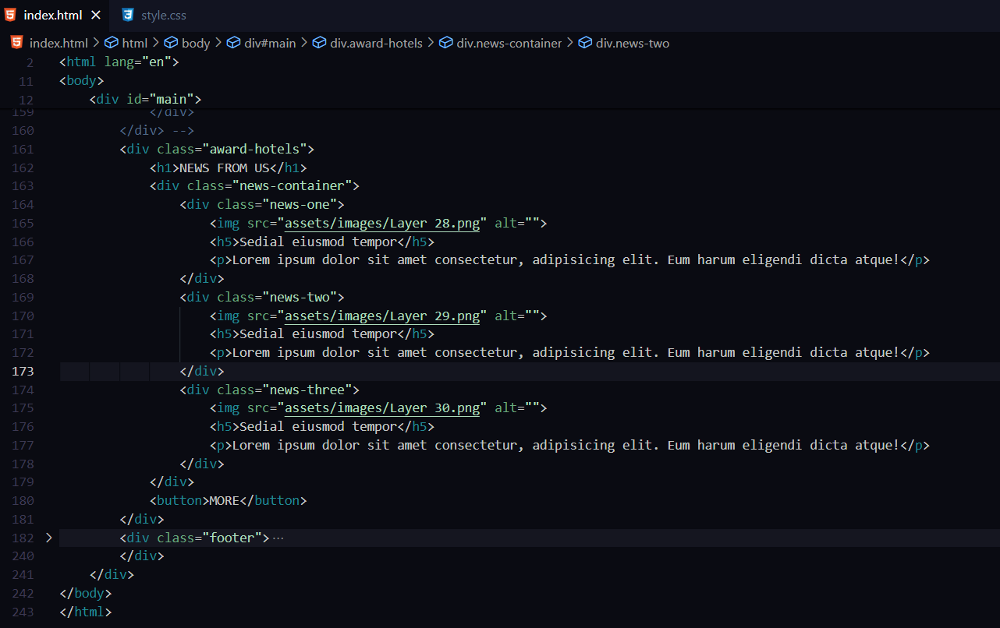 index.html style.css
index.html > html > body > div#main > div.award-hotels > div.news-container > div.news-two
2 <html lang="en">
11 <body>
12 <div id="main">
159 </div>
160 </div> -->
161 <div class="award-hotels">
162 <h1>NEWS FROM US</h1>
163 <div class="news-container">
164 <div class="news-one">
165 <img src="assets/images/Layer 28.png" alt="">
166 <h5>Sedial eiusmod tempor</h5>
167 <p>Lorem ipsum dolor sit amet consectetur, adipisicing elit. Eum harum eligendi dicta atque!</p>
168 </div>
169 <div class="news-two">
170 <img src="assets/images/Layer 29.png" alt="">
171 <h5>Sedial eiusmod tempor</h5>
172 <p>Lorem ipsum dolor sit amet consectetur, adipisicing elit. Eum harum eligendi dicta atque!</p>
173 </div>
174 <div class="news-three">
175 <img src="assets/images/Layer 30.png" alt="">
176 <h5>Sedial eiusmod tempor</h5>
177 <p>Lorem ipsum dolor sit amet consectetur, adipisicing elit. Eum harum eligendi dicta atque!</p>
178 </div>
179 </div>
180 <button>MORE</button>
181 </div>
182 <div class="footer">···
240 </div>
241 </div>
242 </body>
243 </html>